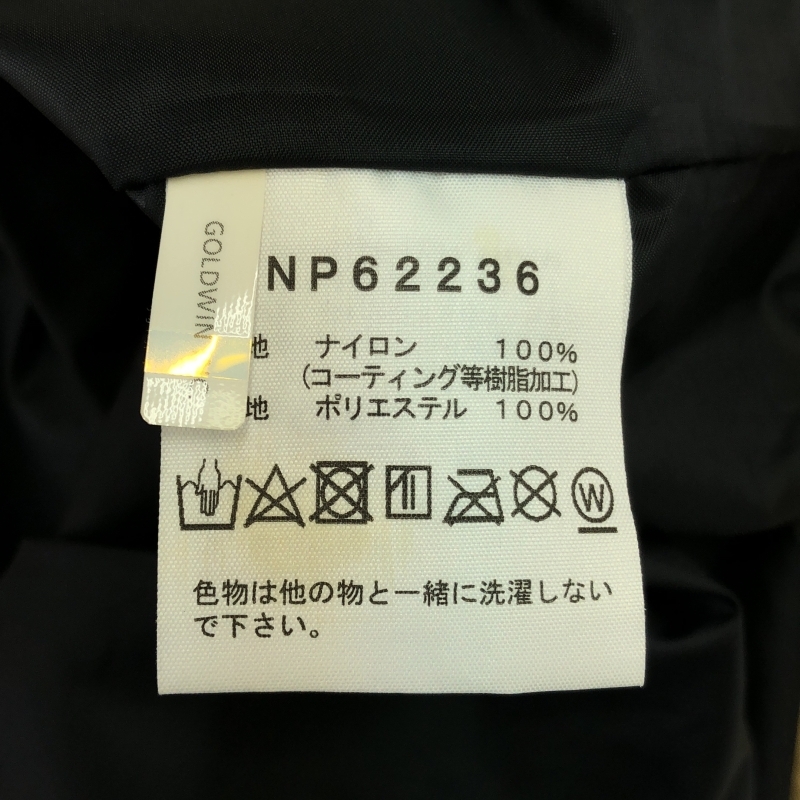 GOLDWIN
NP62236
地 ナイロン 100%
(コーティング等樹脂加工)
地 ポリエステル 100%
W
色物は他の物と一緒に洗濯しない
で下さい。